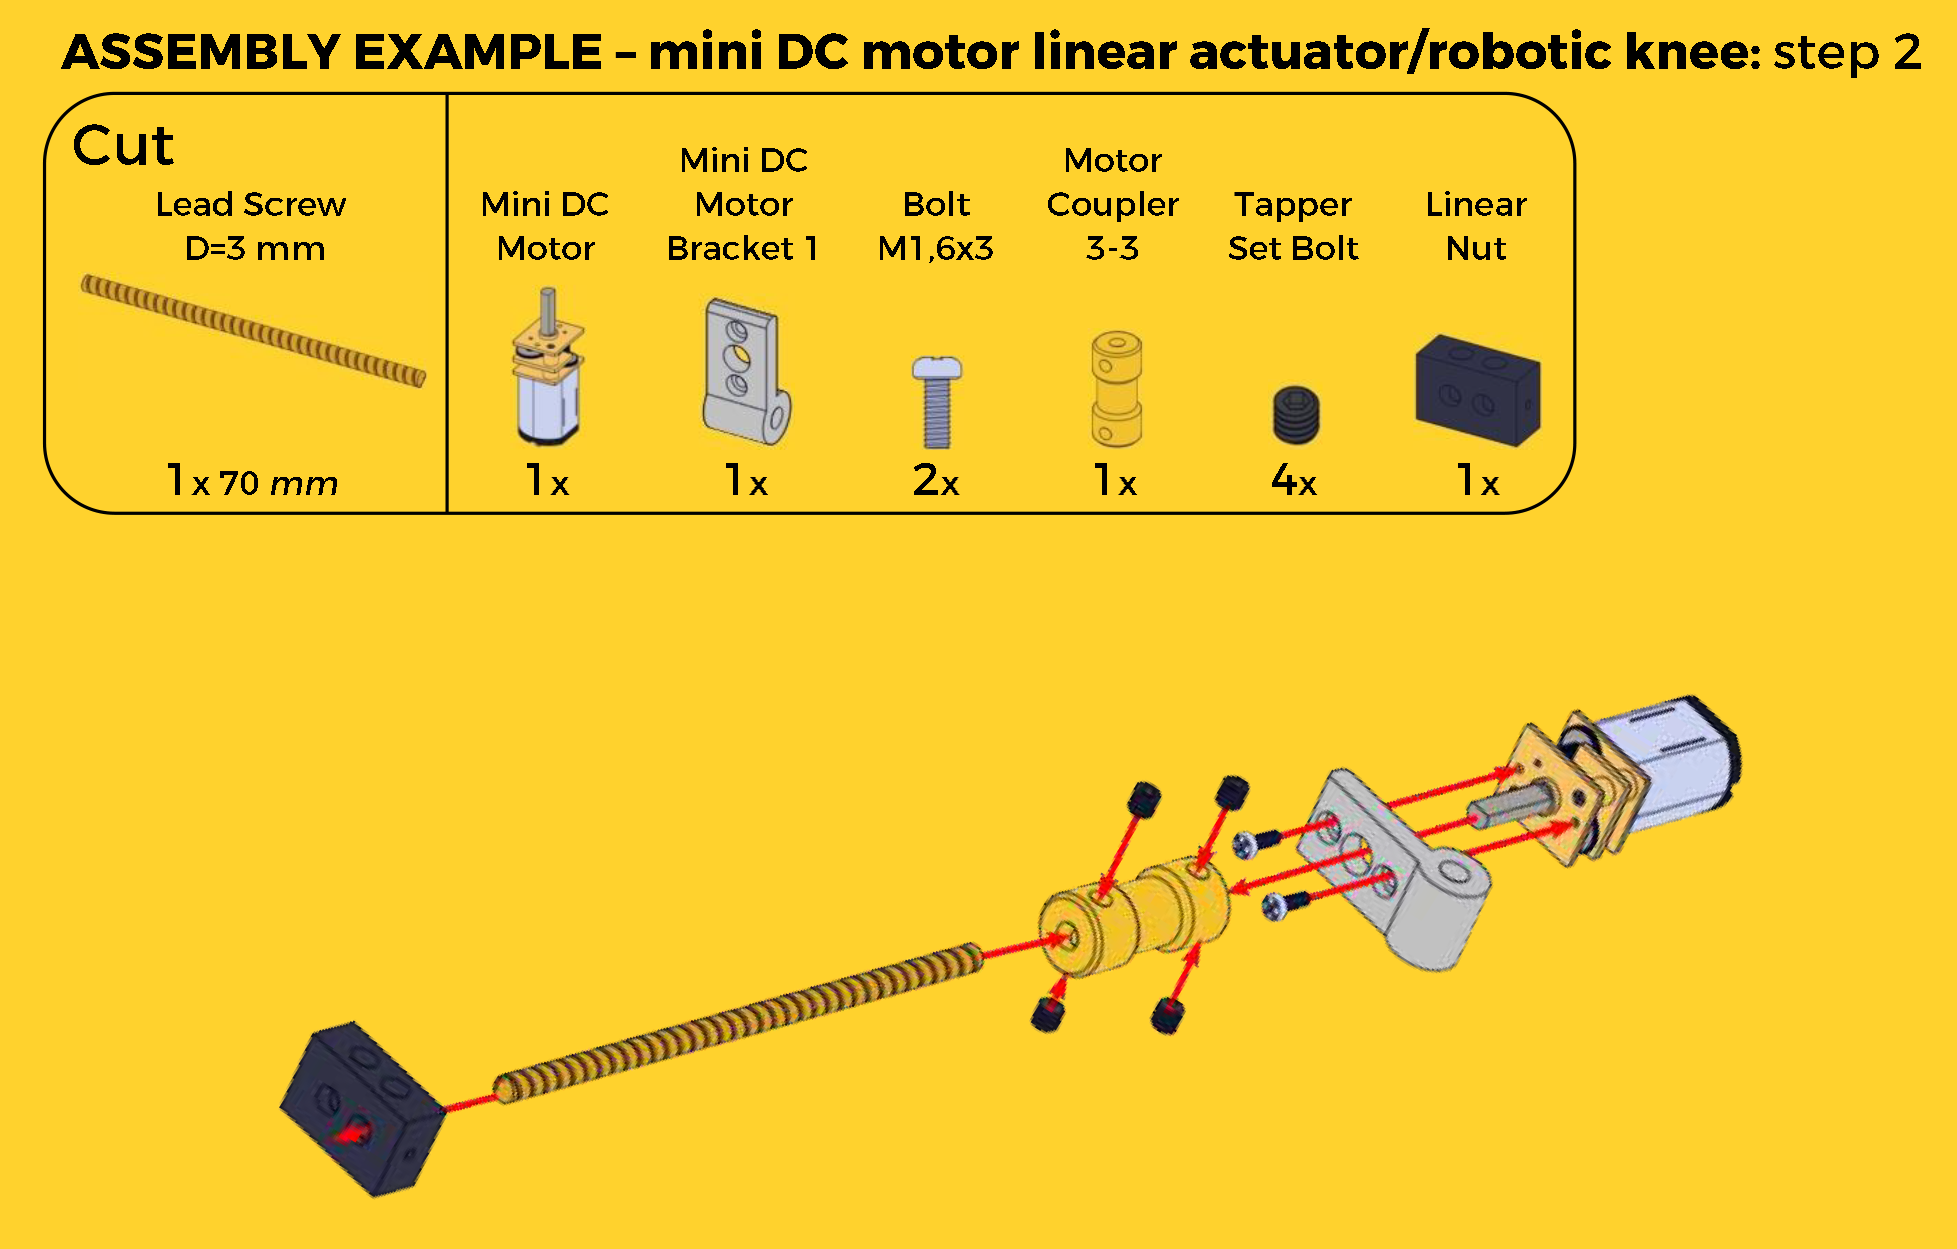 ASSEMBLY EXAMPLE – mini DC motor linear actuator/robotic knee: step 2
Cut
Lead Screw
D=3 mm
1x 70 mm
Mini DC
Motor
1x
Mini DC
Motor
Bracket 1
1x
Bolt
M1,6x3
2x
Motor
Coupler
3-3
1x
Tapper
Set Bolt
4x
Linear
Nut
1x